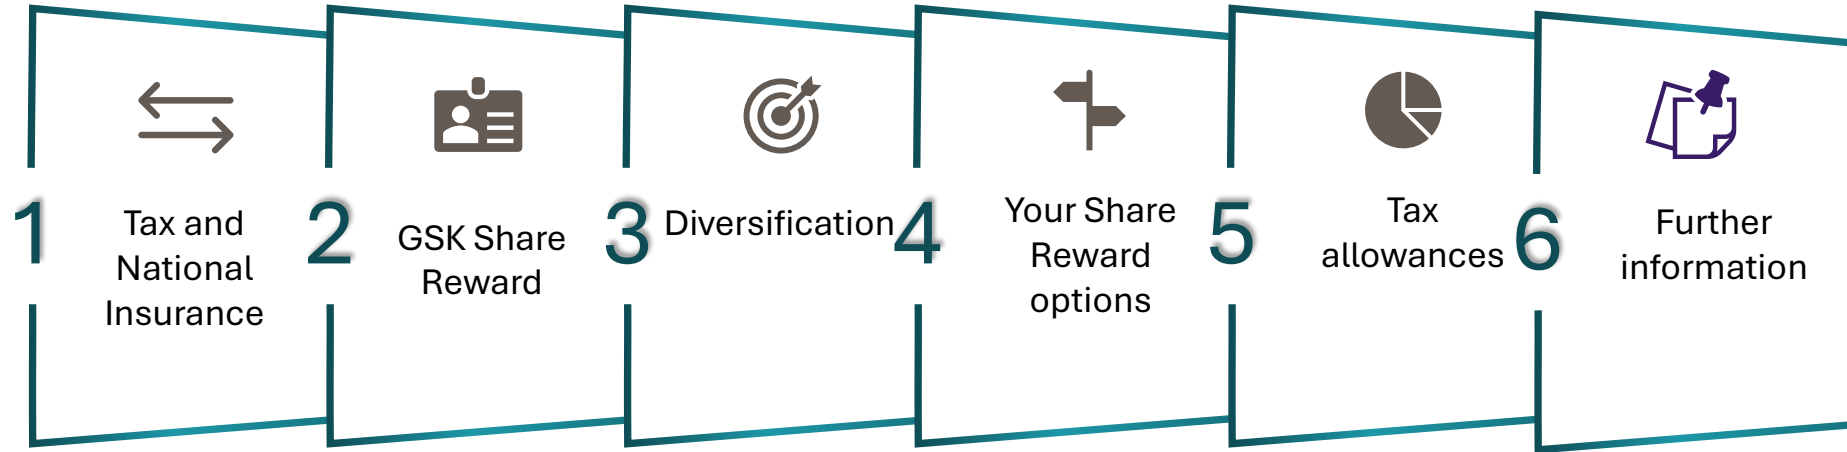 1
Tax and
National
Insurance
2
GSK Share
Reward
3
Diversification
4
Your Share
Reward
options
5
Tax
allowances
6
Further
information